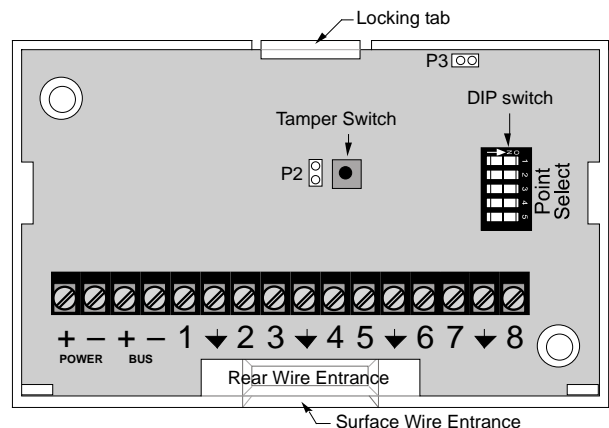 Locking tab
P3
DIP switch
Tamper Switch
P2
ON
1
2
3
4
5
Point
Select
+ − + − 1 2 3 4 5 6 7 8
POWER BUS
Rear Wire Entrance
Surface Wire Entrance